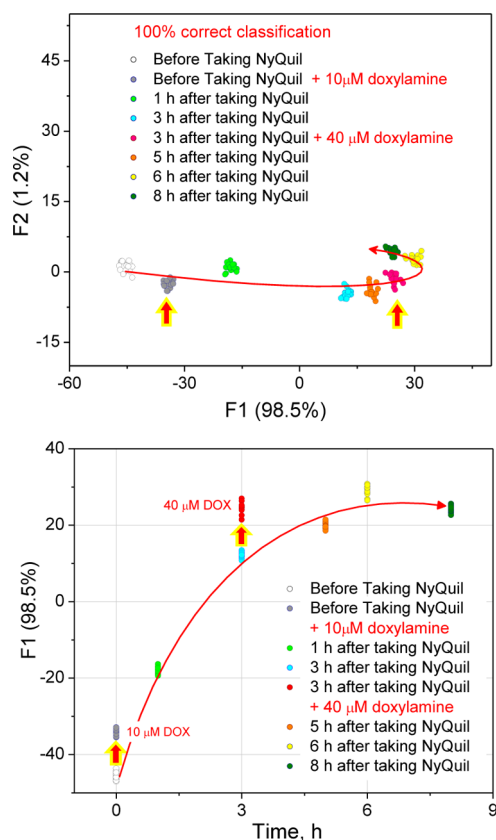 100% correct classification
Before Taking NyQuil
Before Taking NyQuil + 10μM doxylamine
1 h after taking NyQuil
3 h after taking NyQuil
3 h after taking NyQuil + 40 μM doxylamine
5 h after taking NyQuil
6 h after taking NyQuil
8 h after taking NyQuil
F2 (1.2%)
45
30
15
0
-15
-60
-30
0
30
F1 (98.5%)
40
20
0
-20
-40
F1 (98.5%)
40 μM DOX
10 μM DOX
Before Taking NyQuil
Before Taking NyQuil
+ 10μM doxylamine
1 h after taking NyQuil
3 h after taking NyQuil
3 h after taking NyQuil
+ 40 μM doxylamine
5 h after taking NyQuil
6 h after taking NyQuil
8 h after taking NyQuil
0
3
6
9
Time, h